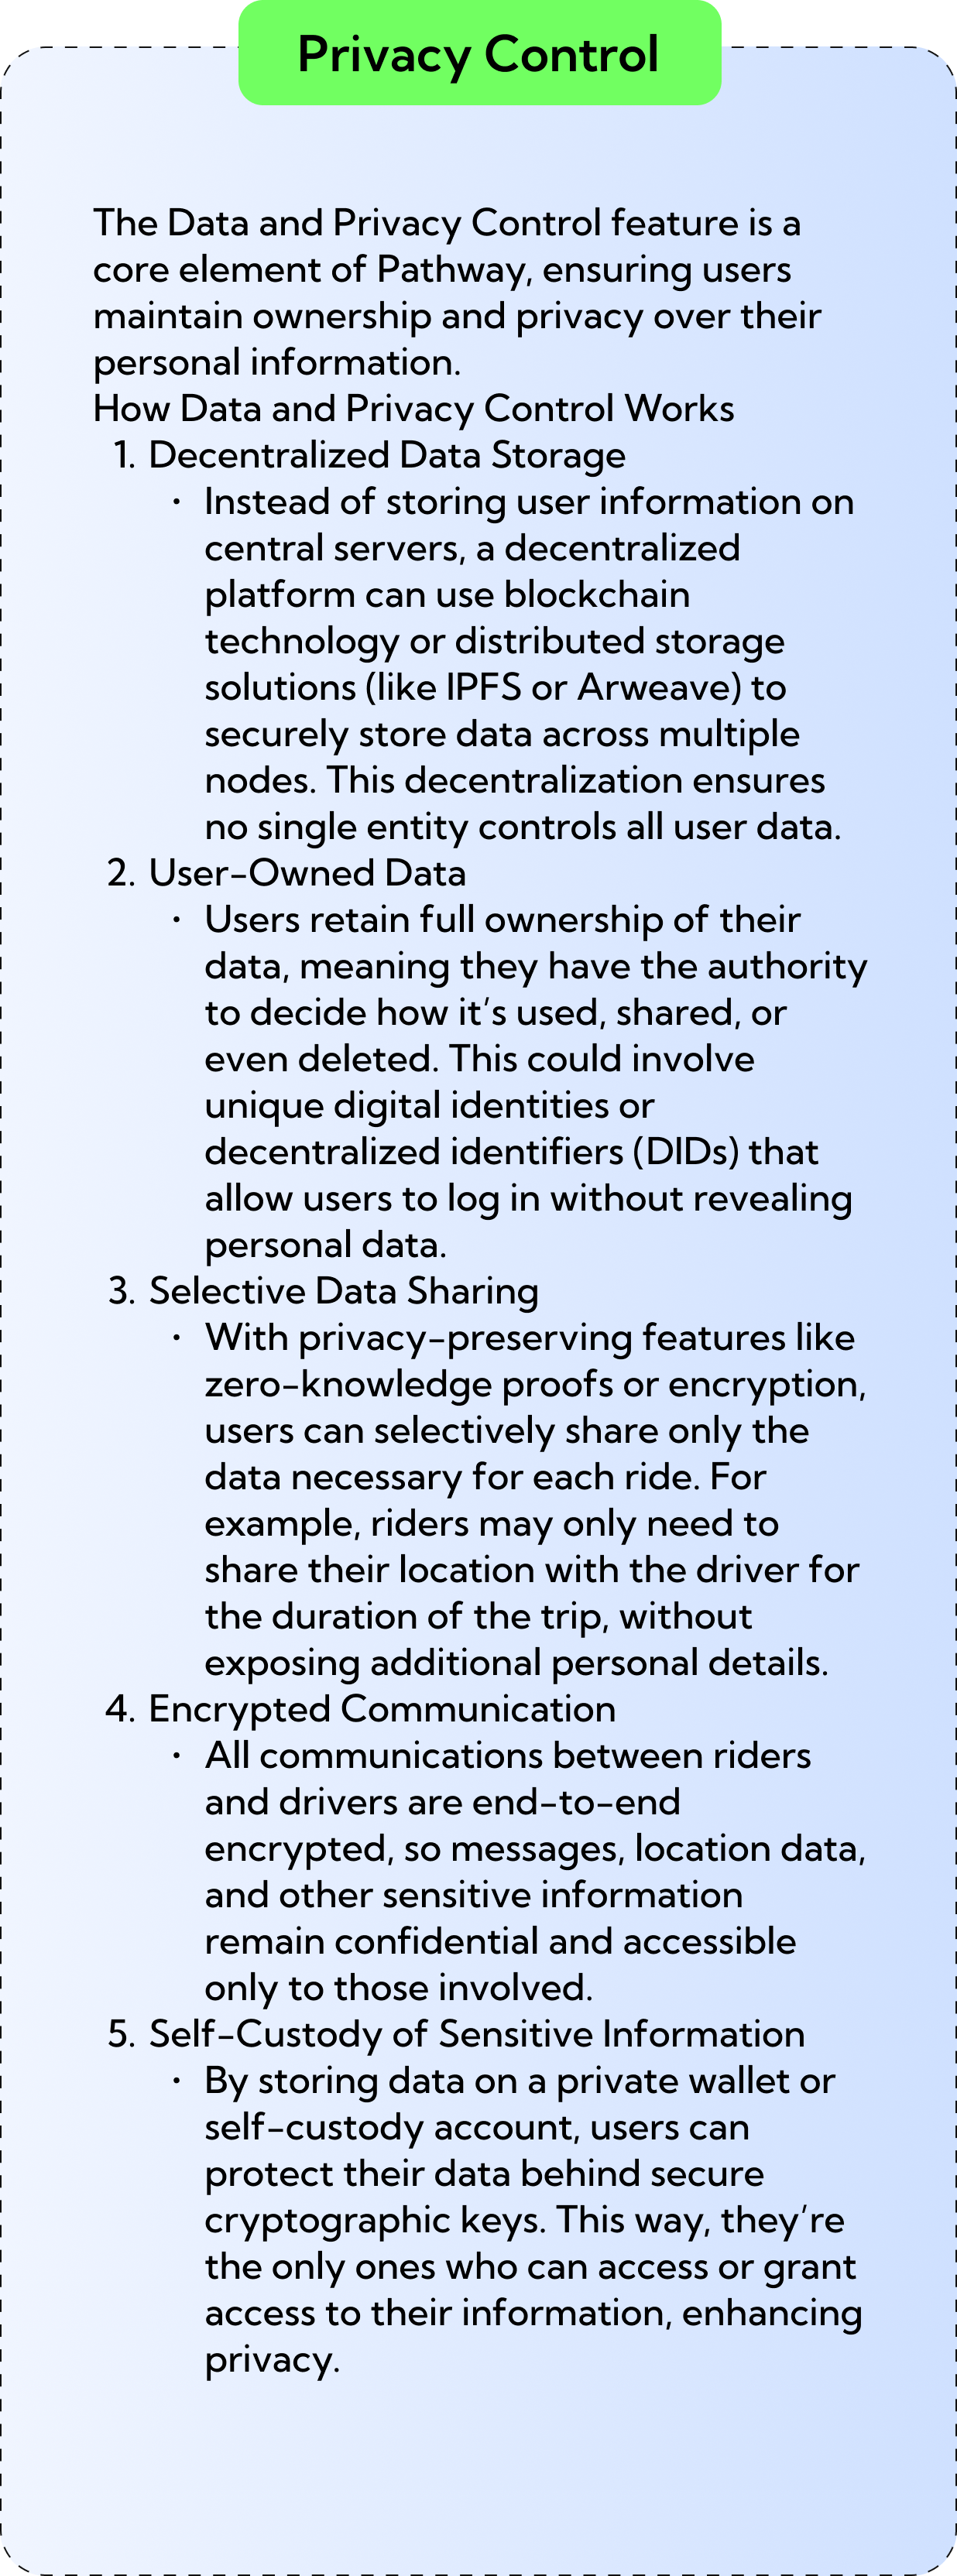 Privacy Control
The Data and Privacy Control feature is a
core element of Pathway, ensuring users
maintain ownership and privacy over their
personal information.
How Data and Privacy Control Works
1. Decentralized Data Storage
• Instead of storing user information on
central servers, a decentralized
platform can use blockchain
technology or distributed storage
solutions (like IPFS or Arweave) to
securely store data across multiple
nodes. This decentralization ensures
no single entity controls all user data.
2. User-Owned Data
• Users retain full ownership of their
data, meaning they have the authority
to decide how it’s used, shared, or
even deleted. This could involve
unique digital identities or
decentralized identifiers (DIDs) that
allow users to log in without revealing
personal data.
3. Selective Data Sharing
• With privacy-preserving features like
zero-knowledge proofs or encryption,
users can selectively share only the
data necessary for each ride. For
example, riders may only need to
share their location with the driver for
the duration of the trip, without
exposing additional personal details.
4. Encrypted Communication
• All communications between riders
and drivers are end-to-end
encrypted, so messages, location data,
and other sensitive information
remain confidential and accessible
only to those involved.
5. Self-Custody of Sensitive Information
• By storing data on a private wallet or
self-custody account, users can
protect their data behind secure
cryptographic keys. This way, they’re
the only ones who can access or grant
access to their information, enhancing
privacy.